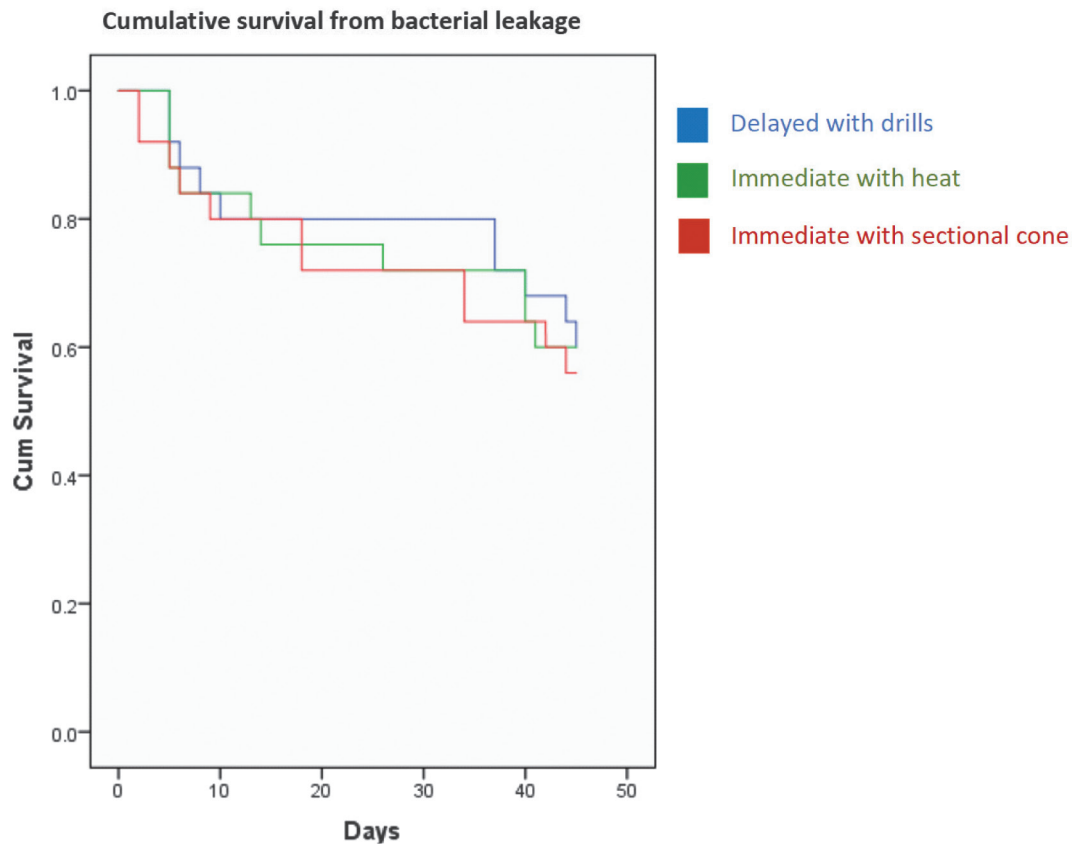 Cumulative survival from bacterial leakage
1.0
0.8
0.6
0.4
0.2
0.0
Cum Survival
0 10 20 30 40 50
Days
Delayed with drills
Immediate with heat
Immediate with sectional cone